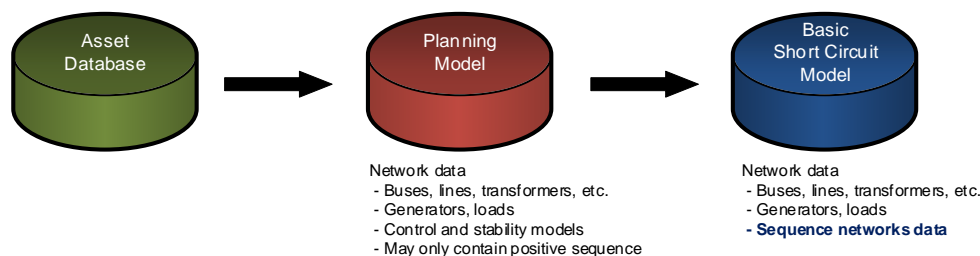 Asset
Database
Planning
Model
Basic
Short Circuit
Model
Network data
- Buses, lines, transformers, etc.
- Generators, loads
- Control and stability models
- May only contain positive sequence
Network data
- Buses, lines, transformers, etc.
- Generators, loads
- Sequence networks data